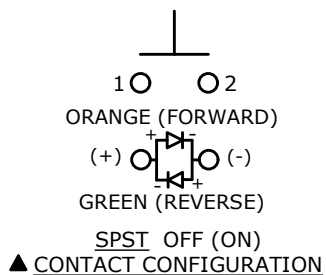 1 2
ORANGE (FORWARD)
+ -
(+) (-)
- +
GREEN (REVERSE)
SPST OFF (ON)
▲ CONTACT CONFIGURATION